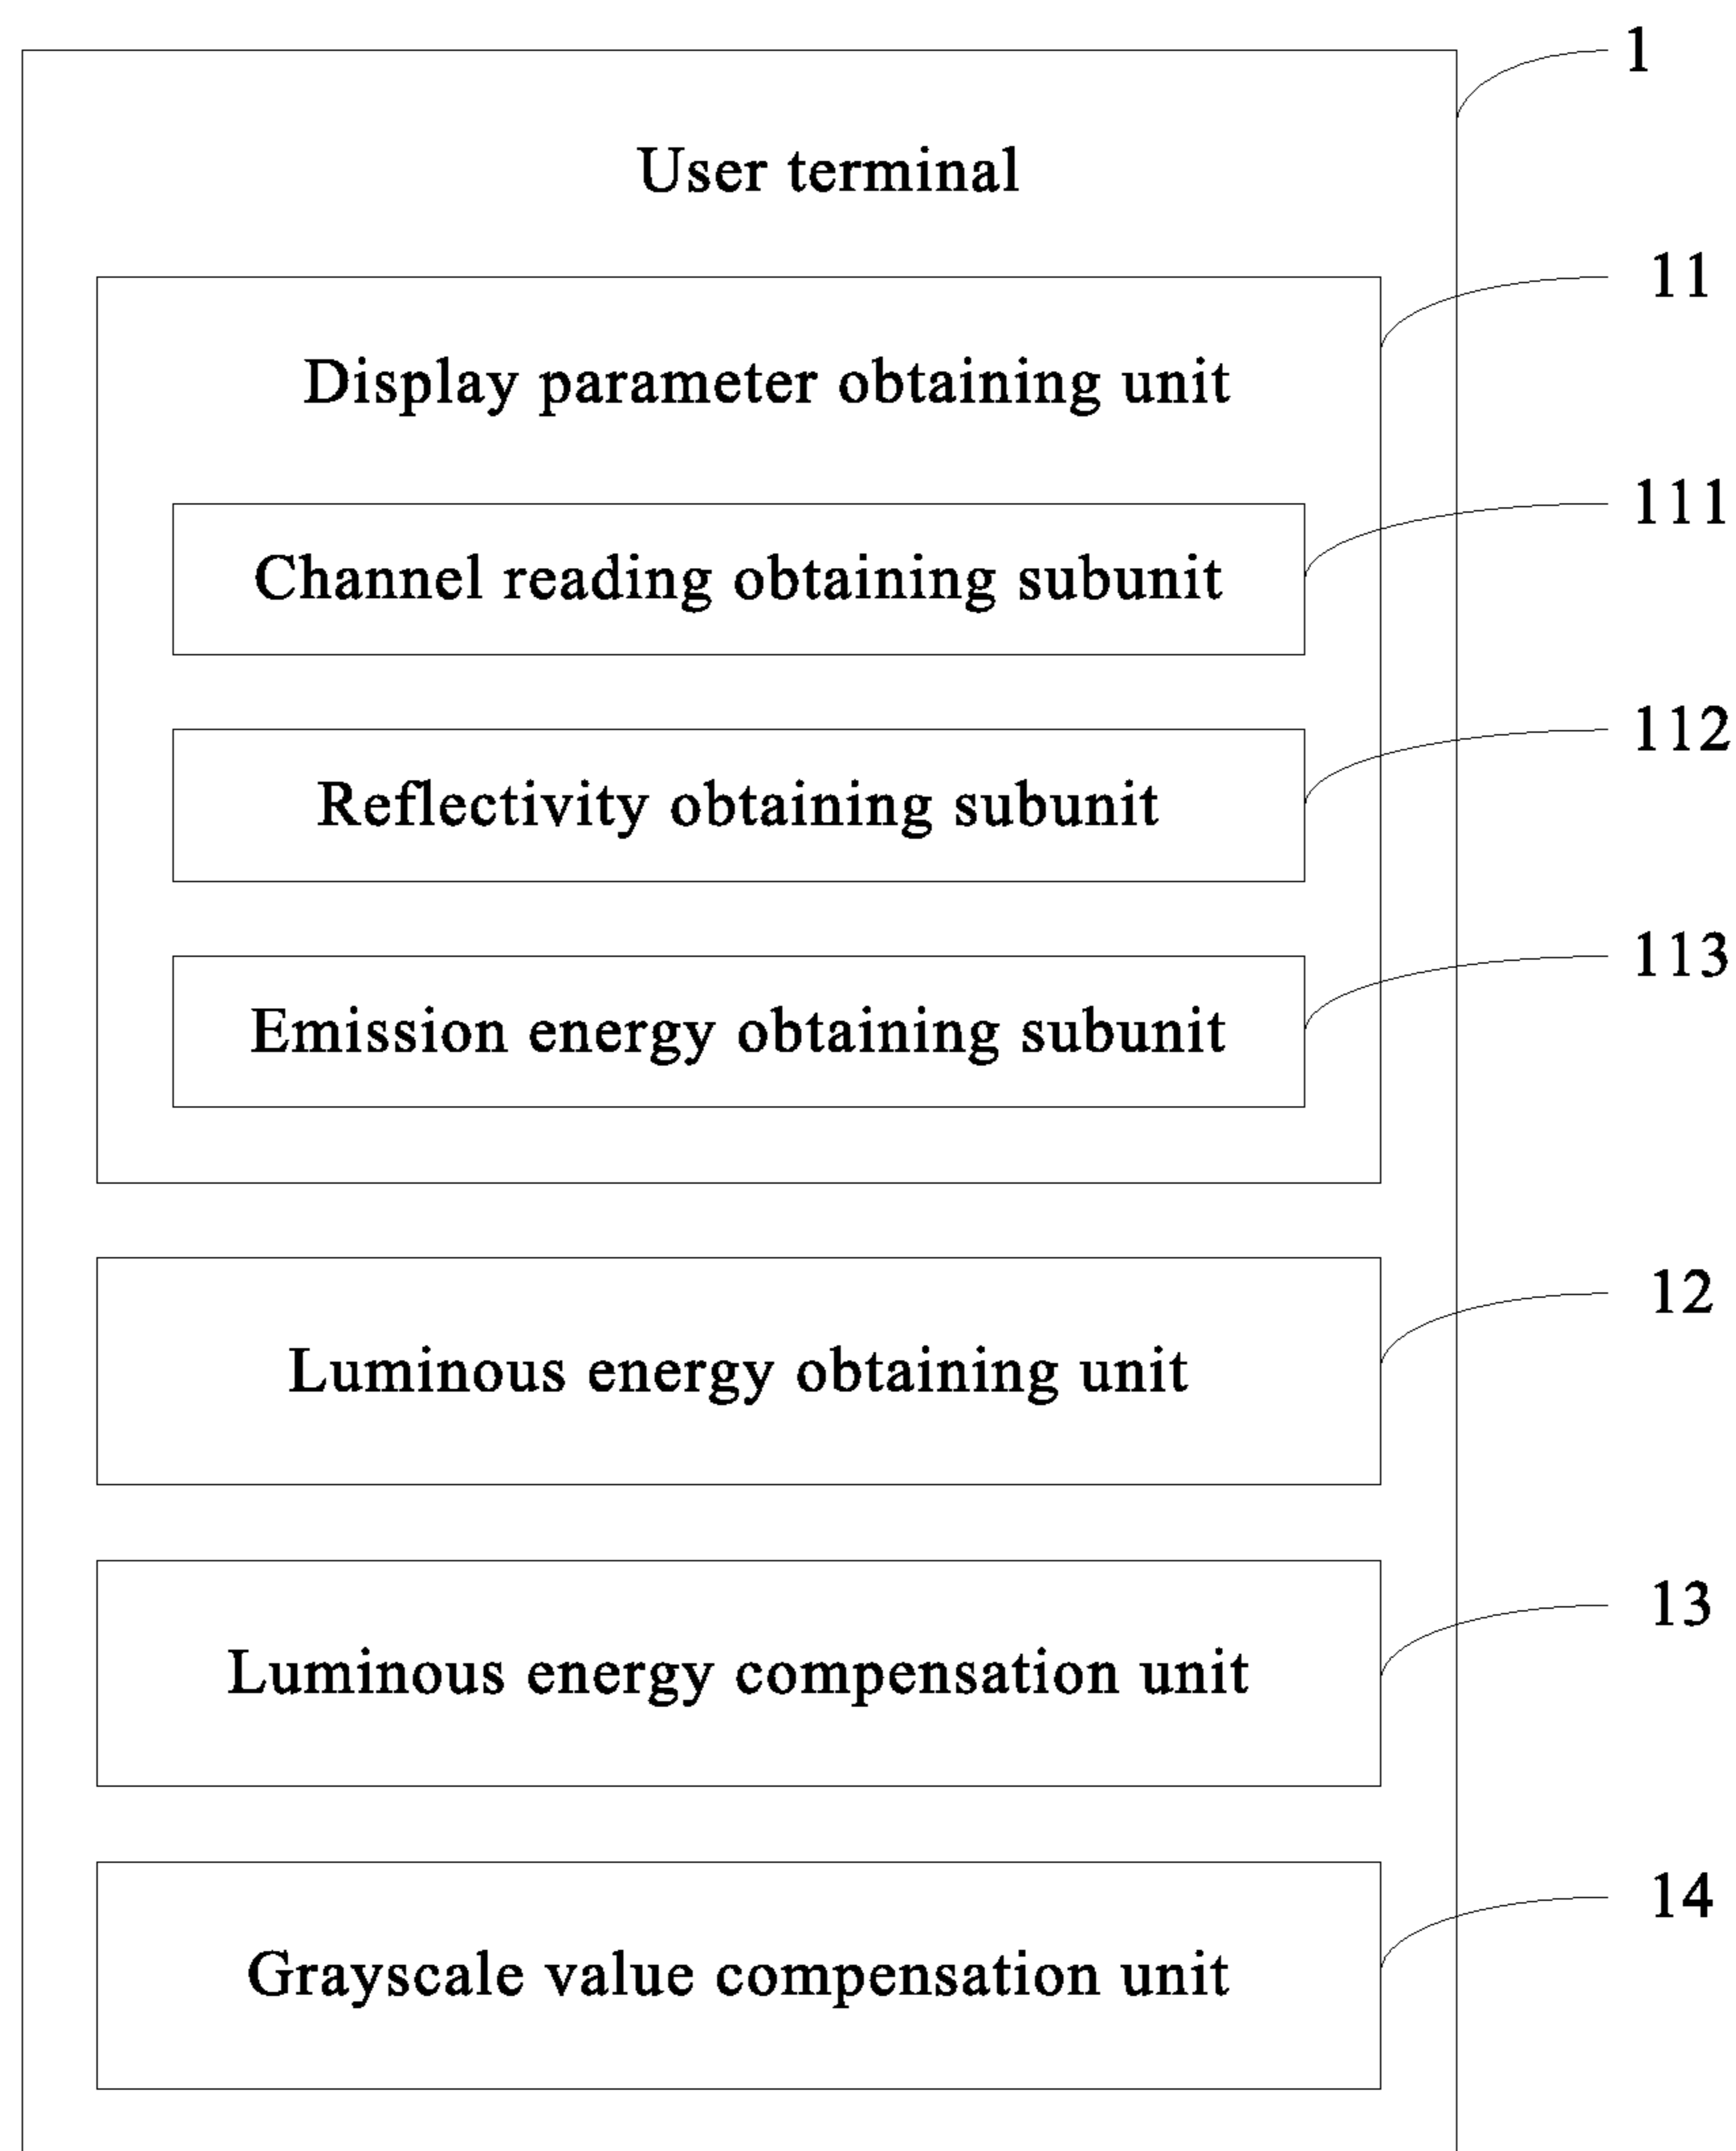 1
User terminal
11
Display parameter obtaining unit
111
Channel reading obtaining subunit
112
Reflectivity obtaining subunit
113
Emission energy obtaining subunit
12
Luminous energy obtaining unit
13
Luminous energy compensation unit
14
Grayscale value compensation unit